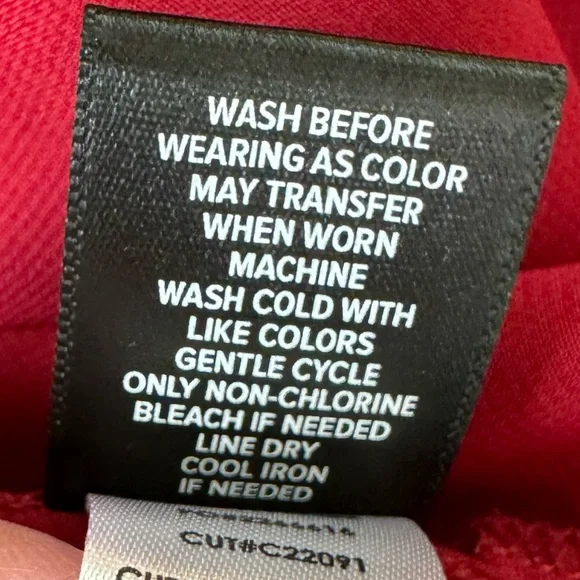 WASH BEFORE
WEARING AS COLOR
MAY TRANSFER
WHEN WORN
MACHINE
WASH COLD WITH
LIKE COLORS
GENTLE CYCLE
ONLY NON-CHLORINE
BLEACH IF NEEDED
LINE DRY
COOL IRON
IF NEEDED
CUT#C22091